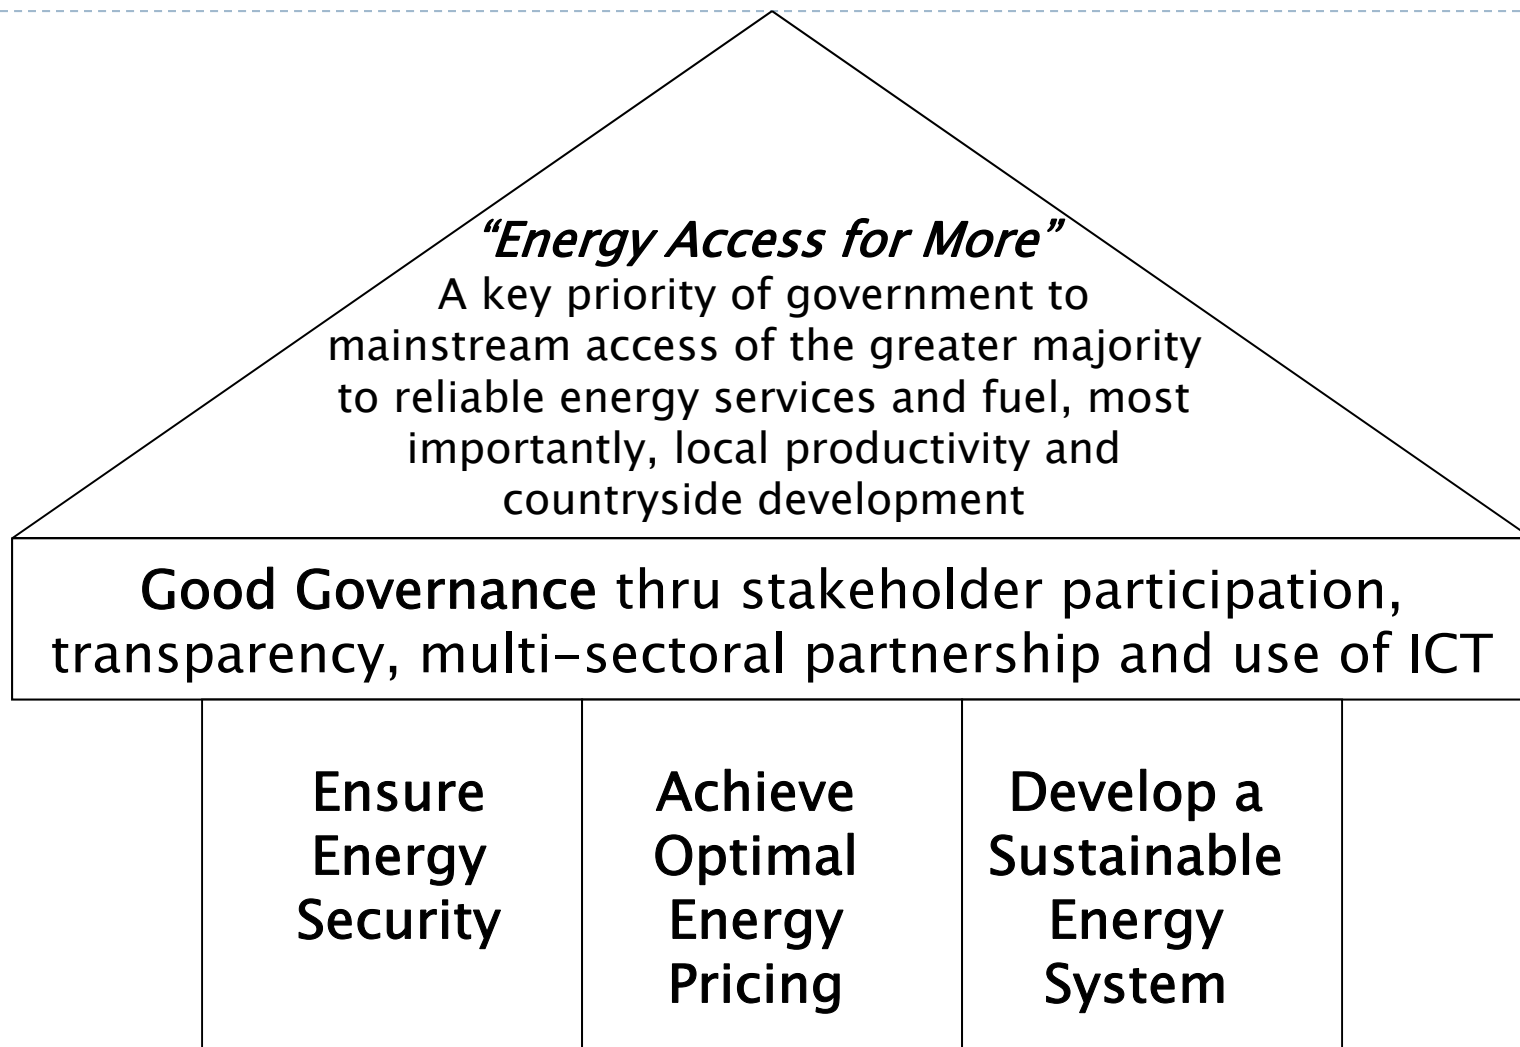 “Energy Access for More”
A key priority of government to
mainstream access of the greater majority
to reliable energy services and fuel, most
importantly, local productivity and
countryside development
Good Governance thru stakeholder participation,
transparency, multi-sectoral partnership and use of ICT
Ensure
Energy
Security
Achieve
Optimal
Energy
Pricing
Develop a
Sustainable
Energy
System